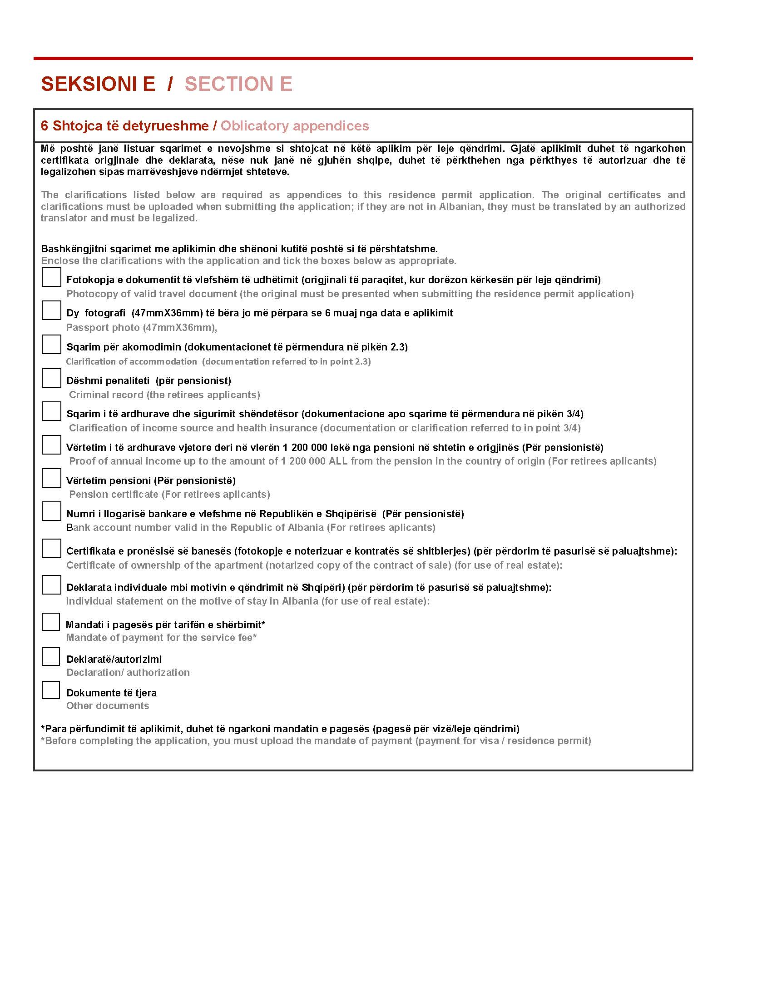 SEKSIONI E / SECTION E
6 Shtojca të detyrueshme / Oblicatory appendices
Më poshtë janë listuar sqarimet e nevojshme si shtojcat në këtë aplikim për leje qëndrimi. Gjatë aplikimit duhet të ngarkohen
certifikata origjinale dhe deklarata, nëse nuk janë në gjuhën shqipe, duhet të përkthehen nga përkthyes të autorizuar dhe të
legalizohen sipas marrëveshjeve ndërmjet shteteve.
The clarifications listed below are required as appendices to this residence permit application. The original certificates and
clarifications must be uploaded when submitting the application; if they are not in Albanian, they must be translated by an authorized
translator and must be legalized.
Bashkëngjitni sqarimet me aplikimin dhe shënoni kutitë poshtë si të përshtatshme.
Enclose the clarifications with the application and tick the boxes below as appropriate.
Fotokopja e dokumentit të vlefshëm të udhëtimit (origjinali të paraqitet, kur dorëzon kërkesën për leje qëndrimi)
Photocopy of valid travel document (the original must be presented when submitting the residence permit application)
Dy fotografi (47mmX36mm) të bëra jo më përpara se 6 muaj nga data e aplikimit
Passport photo (47mmX36mm),
Sqarim për akomodimin (dokumentacionet të përmendura në pikën 2.3)
Clarification of accommodation (documentation referred to in point 2.3)
Dëshmi penaliteti (për pensionist)
Criminal record (the retirees applicants)
Sqarim i të ardhurave dhe sigurimit shëndetësor (dokumentacione apo sqarime të përmendura në pikën 3/4)
Clarification of income source and health insurance (documentation or clarification referred to in point 3/4)
Vërtetim i të ardhurave vjetore deri në vlerën 1 200 000 lekë nga pensioni në shtetin e origjinës (Për pensionistë)
Proof of annual income up to the amount of 1 200 000 ALL from the pension in the country of origin (For retirees aplicants)
Vërtetim pensioni (Për pensionistë)
Pension certificate (For retirees aplicants)
Numri i llogarisë bankare e vlefshme në Republikën e Shqipërisë (Për pensionistë)
Bank account number valid in the Republic of Albania (For retirees aplicants)
Certifikata e pronësisë së banesës (fotokopje e noterizuar e kontratës së shitblerjes) (për përdorim të pasurisë së paluajtshme):
Certificate of ownership of the apartment (notarized copy of the contract of sale) (for use of real estate):
Deklarata individuale mbi motivin e qëndrimit në Shqipëri) (për përdorim të pasurisë së paluajtshme):
Individual statement on the motive of stay in Albania (for use of real estate):
Mandati i pagesës për tarifën e shërbimit*
Mandate of payment for the service fee*
Deklaratë/autorizimi
Declaration/ authorization
Dokumente të tjera
Other documents
*Para përfundimit të aplikimit, duhet të ngarkoni mandatin e pagesës (pagesë për vizë/leje qëndrimi)
*Before completing the application, you must upload the mandate of payment (payment for visa / residence permit)